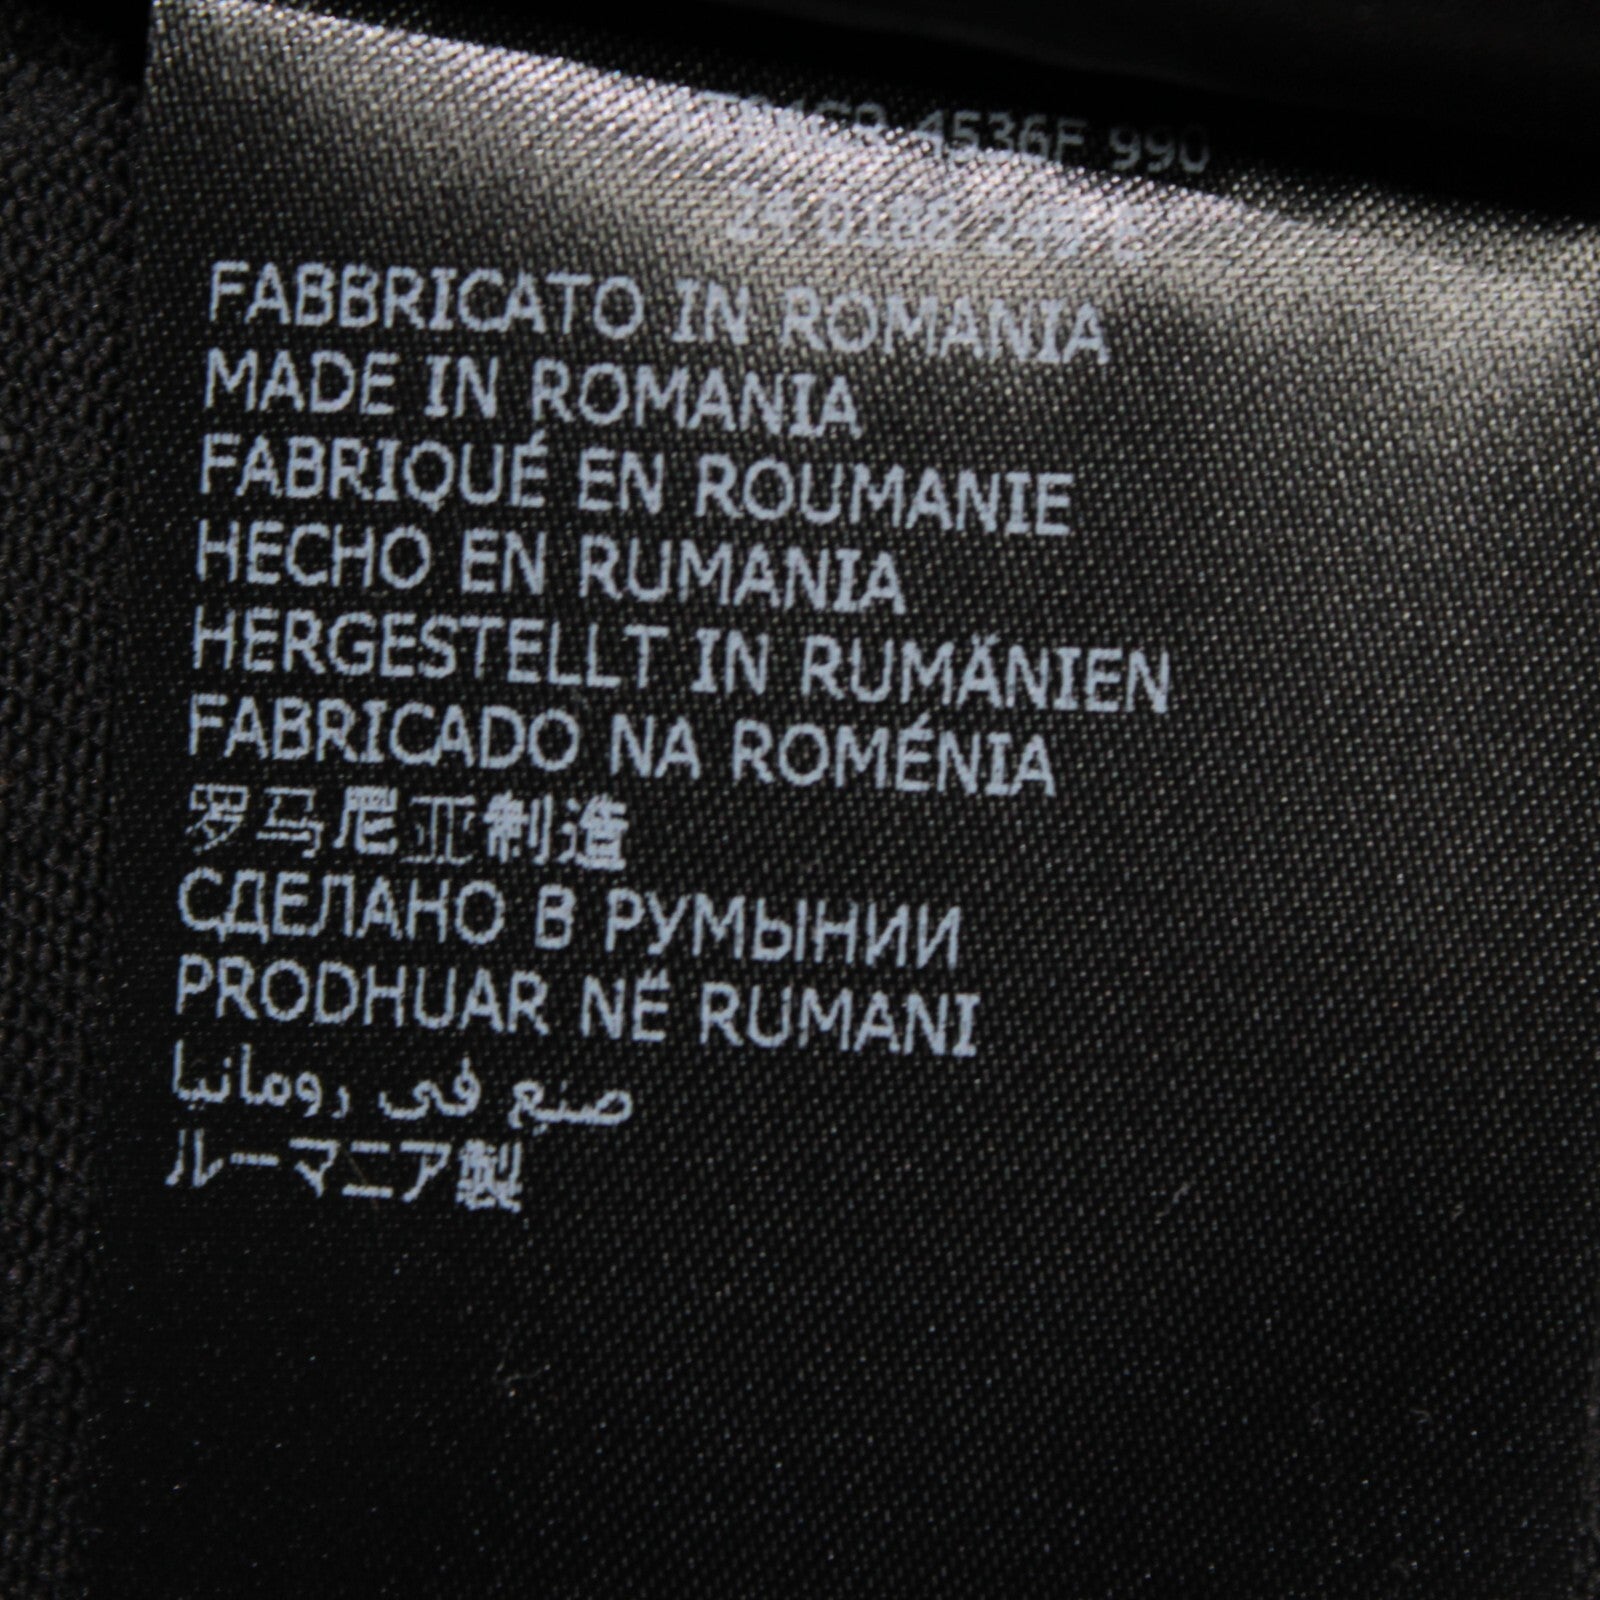 4536F 990
FABBRICATO IN ROMANIA
MADE IN ROMANIA
FABRIQUÉ EN ROUMANIE
HECHO EN RUMANIA
HERGESTELLT IN RUMÄNIEN
FABRICADO NA ROMÉNIA
罗马尼亚制造
СДЕЛАНО В РУМЫНИИ
PRODHUAR NË RUMANI
صنع في رومانيا
ルーマニア製